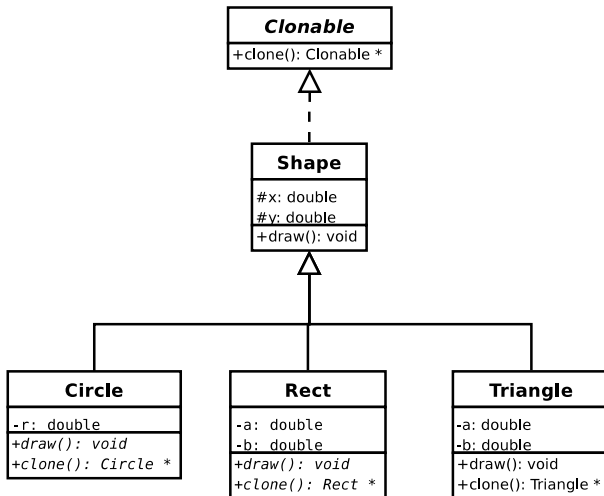 Clonable
+clone(): Clonable *
Shape
#x: double
#y: double
+draw(): void
Circle
-r: double
+draw(): void
+clone(): Circle *
Rect
-a: double
-b: double
+draw(): void
+clone(): Rect *
Triangle
-a: double
-b: double
+draw(): void
+clone(): Triangle *